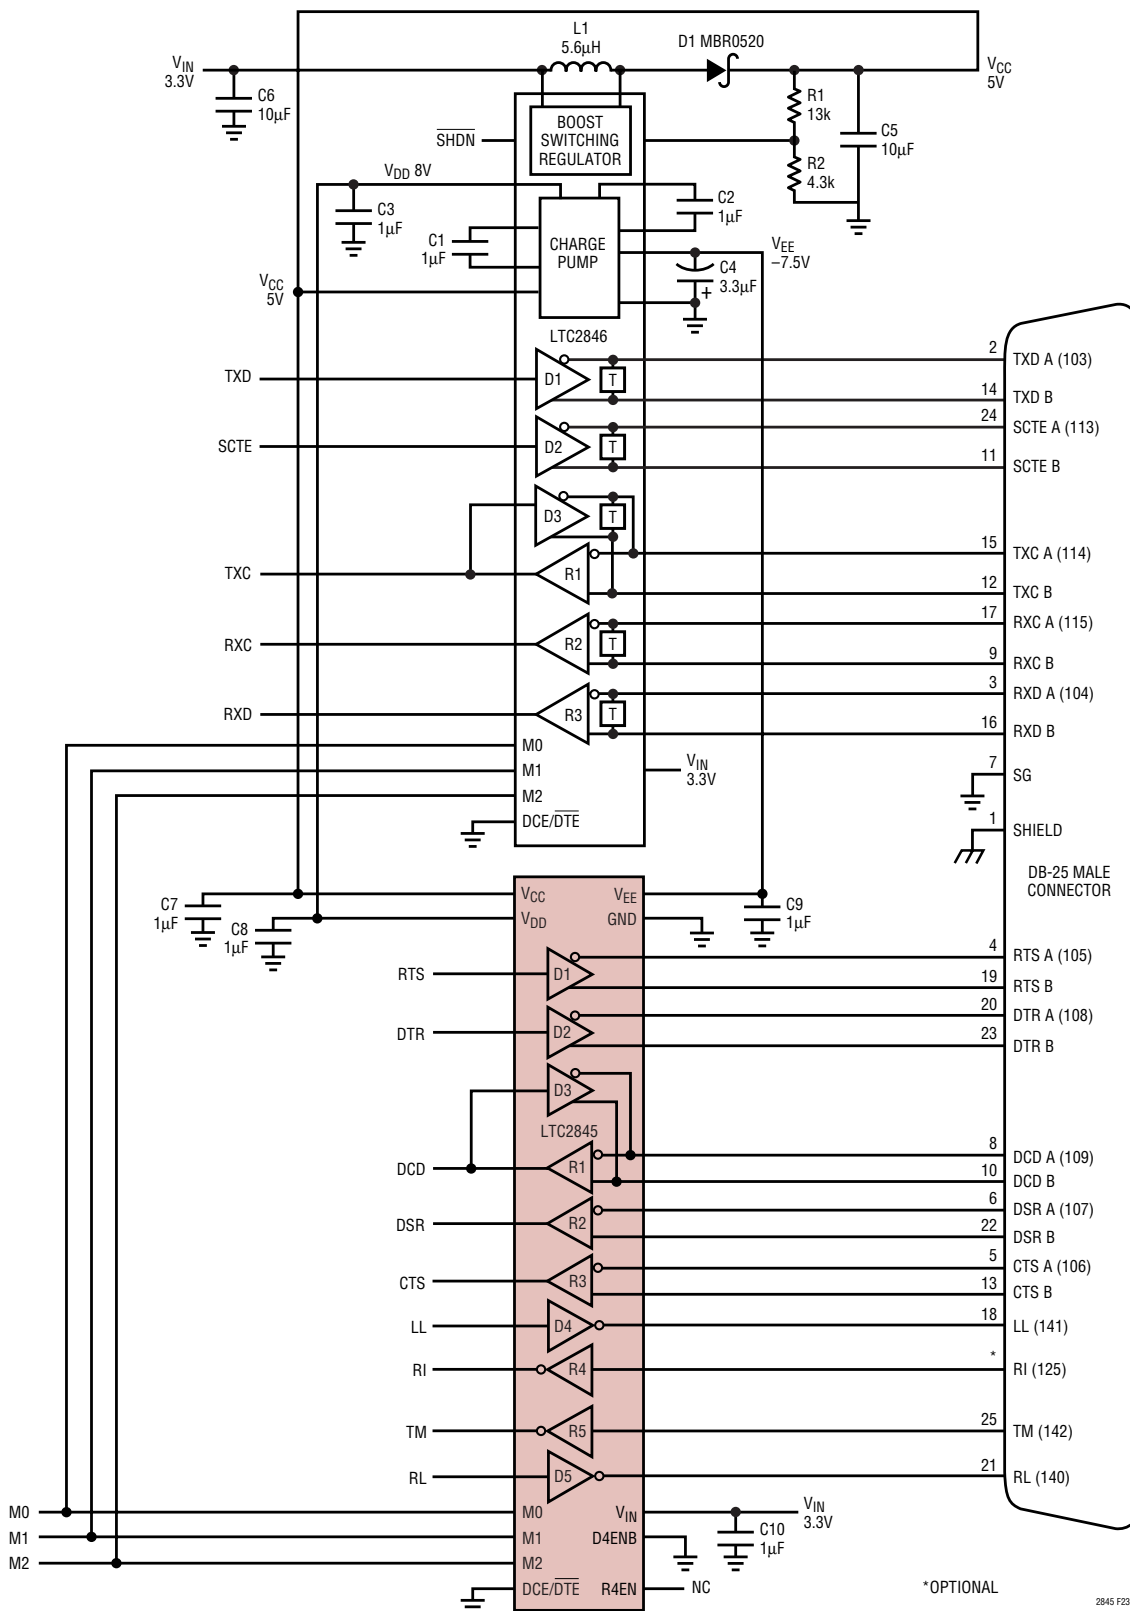 L1
5.6µH
D1 MBR0520
VIN
3.3V
VCC
5V
C6
10µF
R1
13k
BOOST
SWITCHING
REGULATOR
SHDN
C5
10µF
R2
4.3k
VDD 8V
C3
1µF
C2
1µF
C1
1µF
CHARGE
PUMP
VEE
–7.5V
C4
3.3µF
+
VCC
5V
LTC2846
TXD
D1
T
2
TXD A (103)
14
TXD B
SCTE
D2
T
24
SCTE A (113)
11
SCTE B
D3
T
TXC
R1
15
TXC A (114)
12
TXC B
RXC
R2
T
17
RXC A (115)
9
RXC B
RXD
R3
T
3
RXD A (104)
16
RXD B
M0
M1
M2
DCE/DTE
VIN
3.3V
7
SG
1
SHIELD
DB-25 MALE
CONNECTOR
C7
1µF
C8
1µF
VCC
VDD
VEE
GND
C9
1µF
RTS
D1
4
RTS A (105)
19
RTS B
DTR
D2
20
DTR A (108)
23
DTR B
D3
LTC2845
DCD
R1
8
DCD A (109)
10
DCD B
DSR
R2
6
DSR A (107)
22
DSR B
CTS
R3
5
CTS A (106)
13
CTS B
LL
D4
18
LL (141)
RI
R4
*
RI (125)
TM
R5
25
TM (142)
RL
D5
21
RL (140)
M0
M1
M2
M0
M1
M2
DCE/DTE
VIN
D4ENB
R4EN
VIN
3.3V
C10
1µF
NC
*OPTIONAL
2845 F23